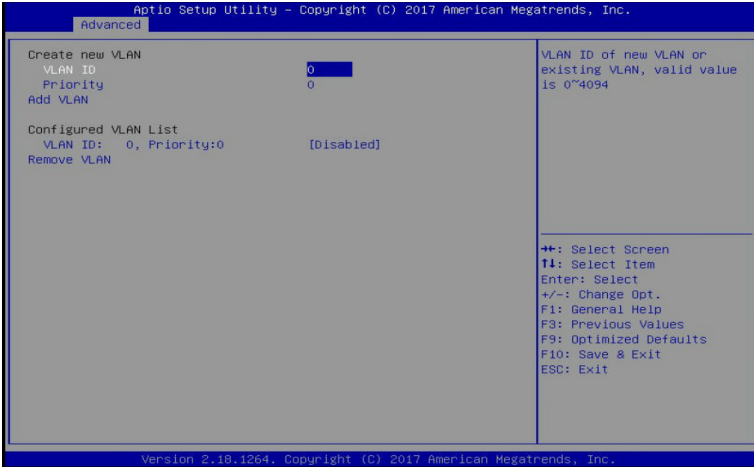 Aptio Setup Utility – Copyright (C) 2017 American Megatrends, Inc.
Advanced
Create new VLAN
VLAN ID 0
Priority 0
Add VLAN
Configured VLAN List
VLAN ID: 0, Priority:0 [Disabled]
Remove VLAN
VLAN ID of new VLAN or
existing VLAN, valid value
is 0~4094
→←: Select Screen
↑↓: Select Item
Enter: Select
+/-: Change Opt.
F1: General Help
F3: Previous Values
F9: Optimized Defaults
F10: Save & Exit
ESC: Exit
Version 2.18.1264. Copyright (C) 2017 American Megatrends, Inc.